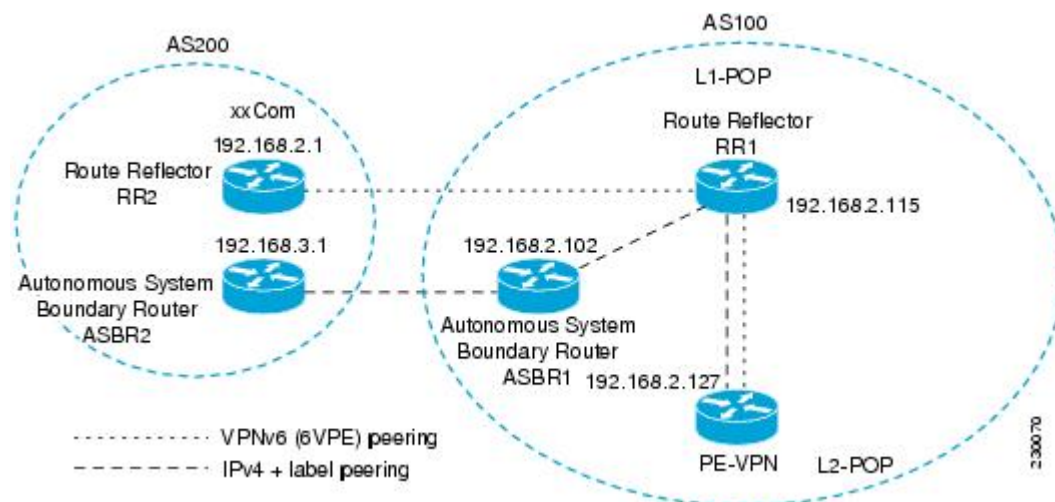 AS200
AS100
L1-POP
xxCom
192.168.2.1
Route Reflector
RR2
Route Reflector
RR1
192.168.2.115
192.168.3.1
192.168.2.102
Autonomous System
Boundary Router
ASBR2
Autonomous System
Boundary Router
ASBR1
192.168.2.127
PE-VPN
L2-POP
VPNv6 (6VPE) peering
IPv4 + label peering
230070